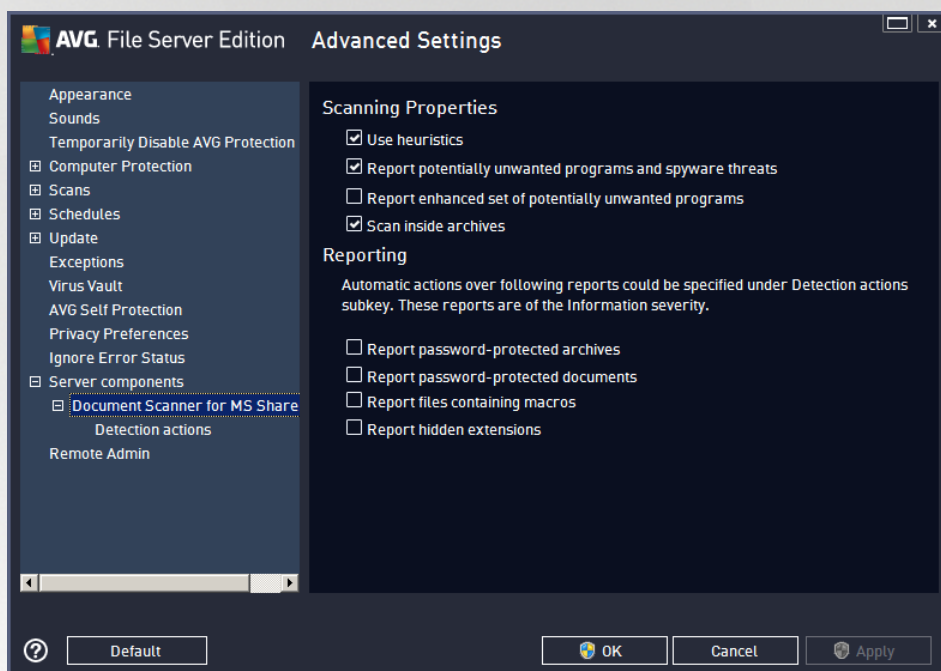 AVG. File Server Edition Advanced Settings
Appearance
Sounds
Temporarily Disable AVG Protection
Computer Protection
Scans
Schedules
Update
Exceptions
Virus Vault
AVG Self Protection
Privacy Preferences
Ignore Error Status
Server components
Document Scanner for MS Share
Detection actions
Remote Admin
Scanning Properties
Use heuristics
Report potentially unwanted programs and spyware threats
Report enhanced set of potentially unwanted programs
Scan inside archives
Reporting
Automatic actions over following reports could be specified under Detection actions
subkey. These reports are of the Information severity.
Report password-protected archives
Report password-protected documents
Report files containing macros
Report hidden extensions
? Default OK Cancel Apply